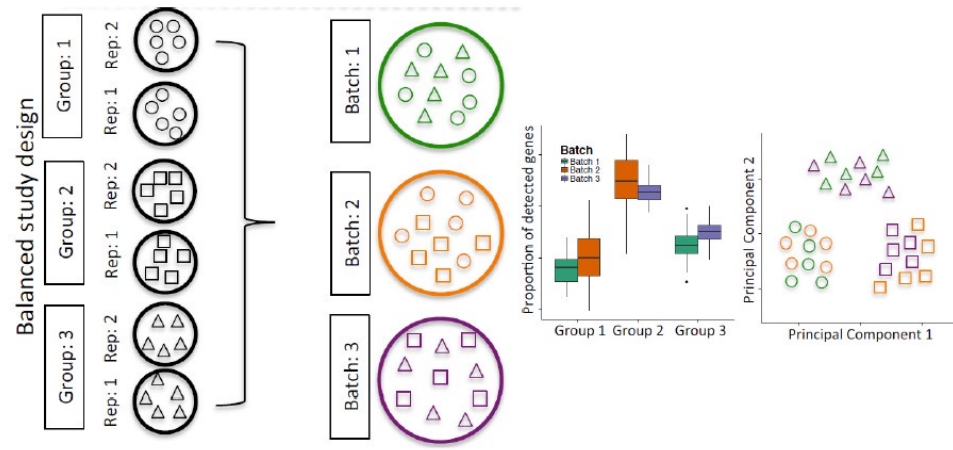 Balanced study design
Group: 1
Rep: 2
Rep: 1
Group: 2
Rep: 2
Rep: 1
Group: 3
Rep: 2
Rep: 1
Batch: 1
Batch: 2
Batch: 3
Proportion of detected genes
Batch
Batch 1
Batch 2
Batch 3
Group 1 Group 2 Group 3
Principal Component 2
Principal Component 1